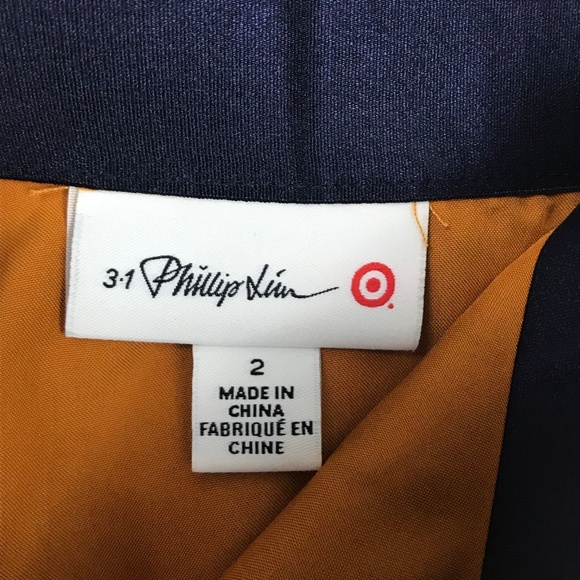 3·1 Phillip Lim
2
MADE IN
CHINA
FABRIQUÉ EN
CHINE